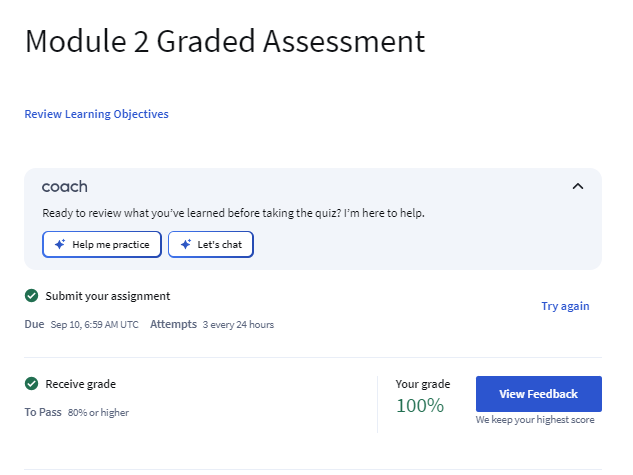 Module 2 Graded Assessment
Review Learning Objectives
coach
Ready to review what you've learned before taking the quiz? I'm here to help.
Help me practice
Let's chat
Submit your assignment
Try again
Due Sep 10, 6:59 AM UTC Attempts 3 every 24 hours
Receive grade
To Pass 80% or higher
Your grade
100%
View Feedback
We keep your highest score